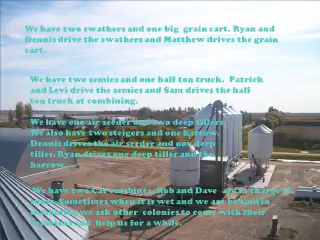 We have two swathers and one big grain cart. Ryan and
Dennis drive the swathers and Matthew drives the grain
cart.
We have two semies and one half ton truck. Patrick
and Levi drive the semies and Sam drives the half
ton truck at combining.
We have one air seeder and two deep tillers.
We also have two steigers and one harrow.
Dennis drives the air seeder and one deep
tiller. Ryan drives one deep tiller and the
harrow.
We have two Cat combines. Rob and Dave are in charge of
Sometimes when it is wet and we are behind in
we ask other colonies to come with their
help us for a while.